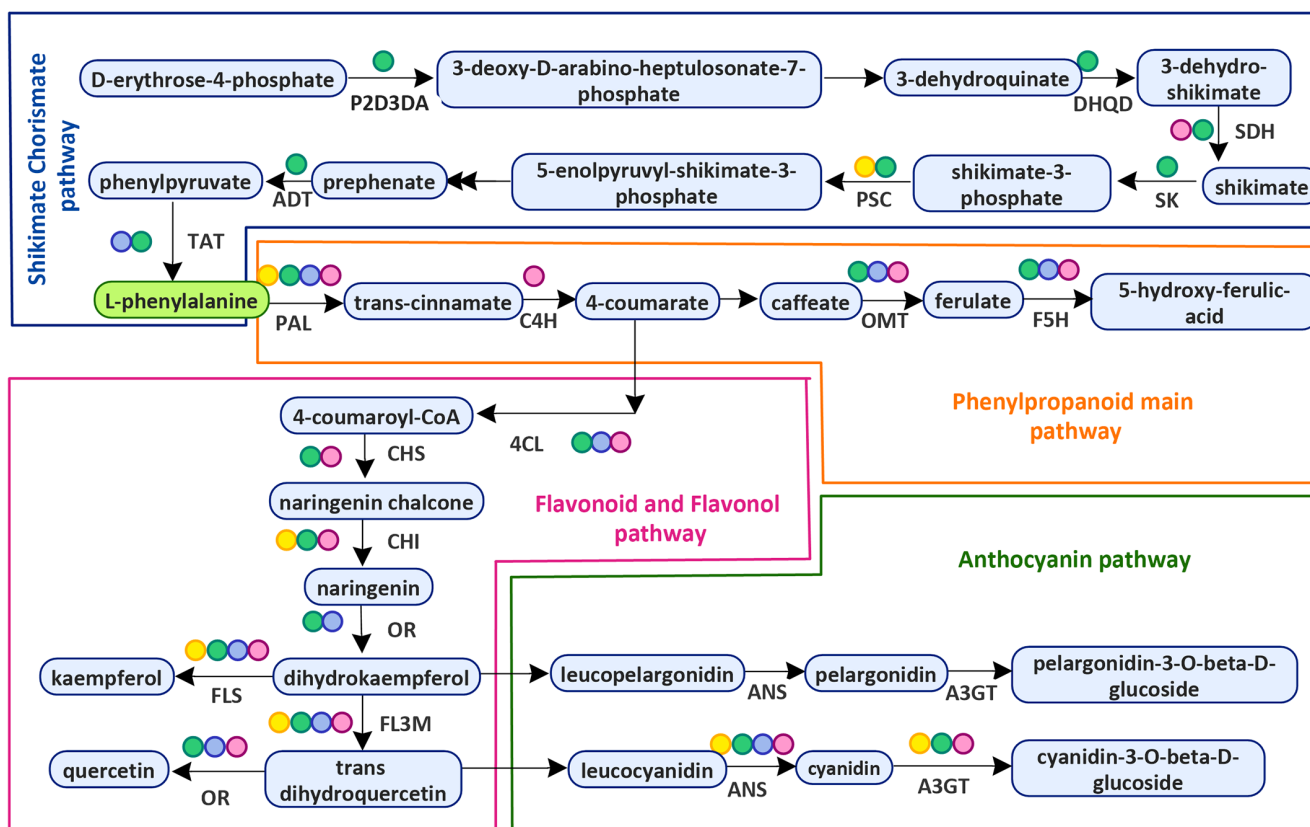 Shikimate Chorismate
pathway
D-erythrose-4-phosphate
P2D3DA
3-deoxy-D-arabino-heptulosonate-7-
phosphate
3-dehydroquinate
DHQD
3-dehydro-
shikimate
SDH
phenylpyruvate
ADT
prephenate
5-enolpyruvyl-shikimate-3-
phosphate
PSC
shikimate-3-
phosphate
SK
shikimate
TAT
L-phenylalanine
PAL
trans-cinnamate
C4H
4-coumarate
caffeate
OMT
ferulate
F5H
5-hydroxy-ferulic-
acid
Phenylpropanoid main
pathway
4-coumaroyl-CoA
4CL
CHS
naringenin chalcone
CHI
naringenin
OR
Flavonoid and Flavonol
pathway
Anthocyanin pathway
kaempferol
FLS
dihydrokaempferol
leucopelargonidin
ANS
pelargonidin
A3GT
pelargonidin-3-O-beta-D-
glucoside
FL3M
quercetin
OR
trans
dihydroquercetin
leucocyanidin
ANS
cyanidin
A3GT
cyanidin-3-O-beta-D-
glucoside